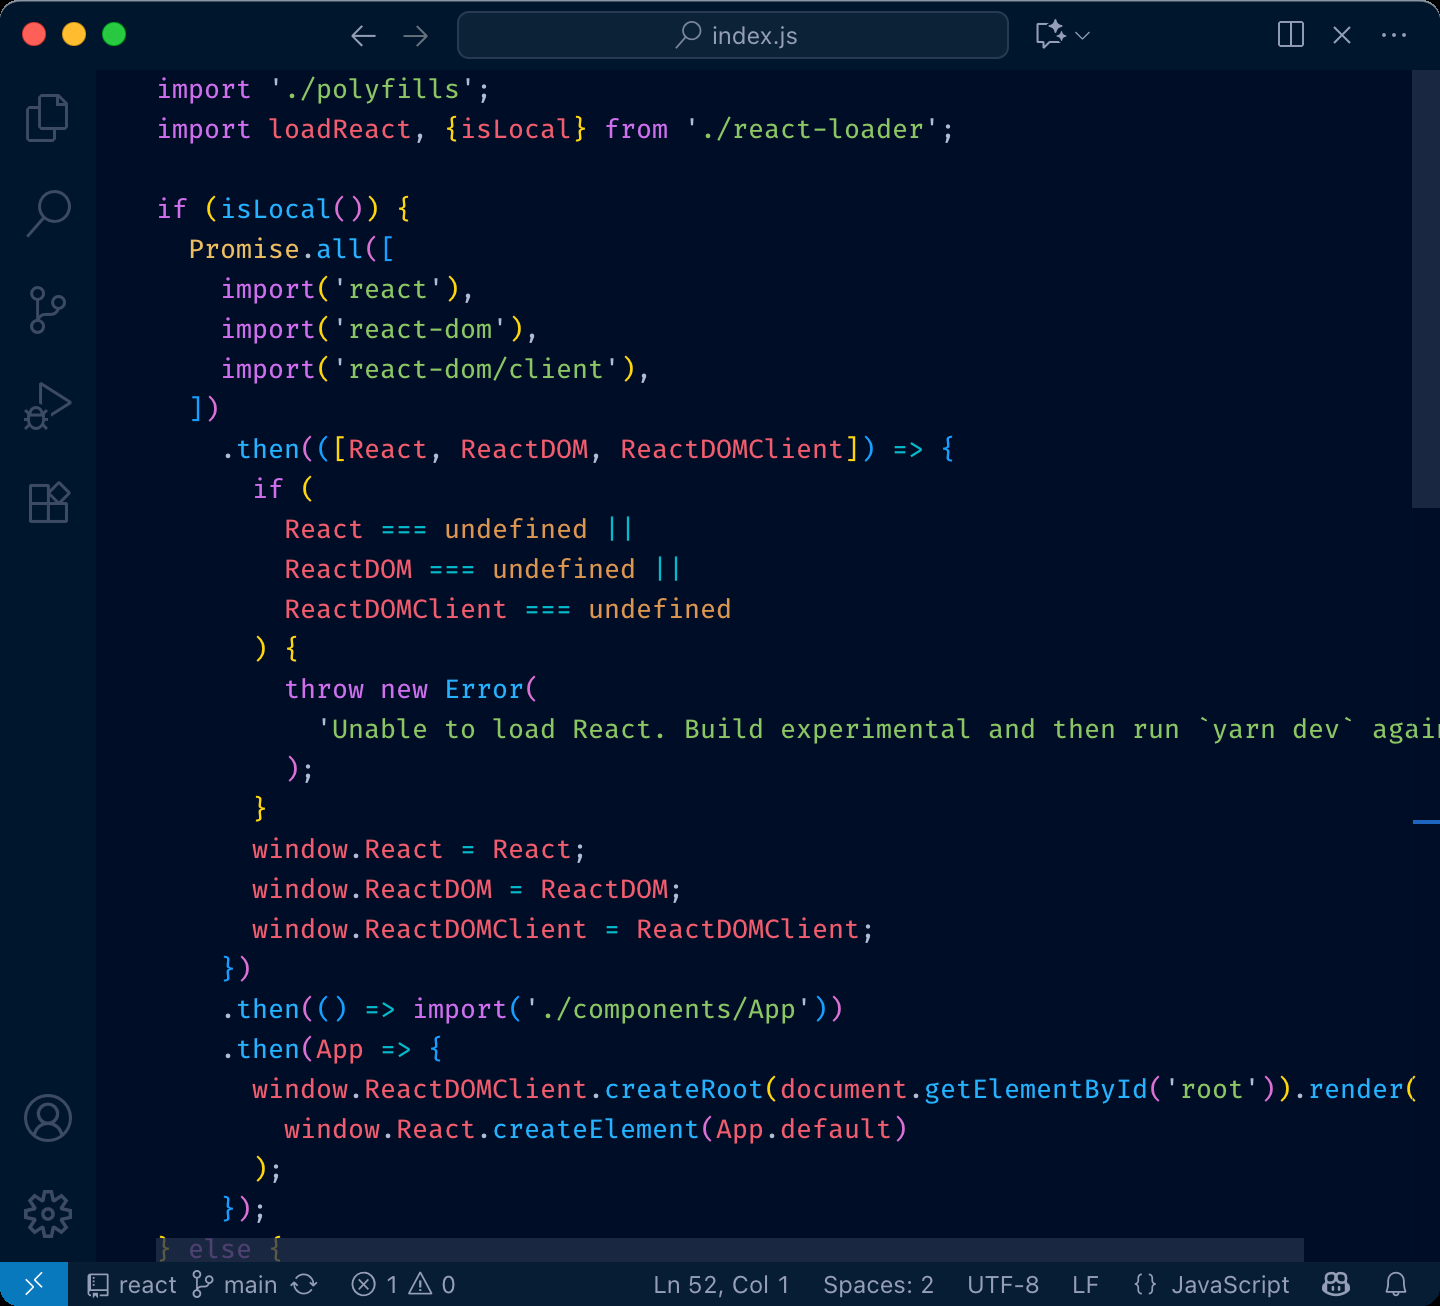 index.js
import './polyfills';
import loadReact, {isLocal} from './react-loader';
if (isLocal()) {
Promise.all([
import('react'),
import('react-dom'),
import('react-dom/client'),
])
.then(([React, ReactDOM, ReactDOMClient]) => {
if (
React === undefined ||
ReactDOM === undefined ||
ReactDOMClient === undefined
) {
throw new Error(
'Unable to load React. Build experimental and then run `yarn dev` again
);
}
window.React = React;
window.ReactDOM = ReactDOM;
window.ReactDOMClient = ReactDOMClient;
})
.then(() => import('./components/App'))
.then(App => {
window.ReactDOMClient.createRoot(document.getElementById('root')).render(
window.React.createElement(App.default)
);
});
} else {
react main 1 0 Ln 52, Col 1 Spaces: 2 UTF-8 LF {} JavaScript